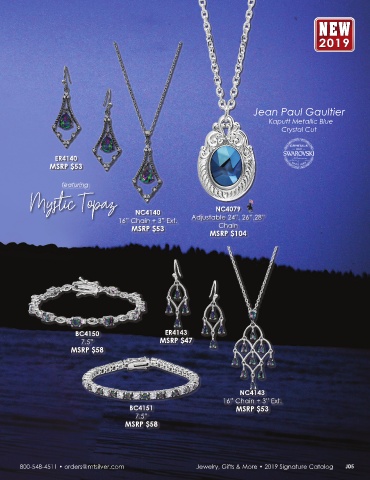 NEW
2019
Jean Paul Gaultier
Kaputt Metallic Blue
Crystal Cut
SWAROVSKI
ER4140
MSRP $53
featuring:
Mystic Topaz
NC4140
16" Chain + 3" Ext.
MSRP $53
NC4079
Adjustable 24", 26", 28"
Chain
MSRP $104
BC4150
7.5"
MSRP $58
ER4143
MSRP $47
BC4151
7.5"
MSRP $58
NC4143
16" Chain + 3" Ext.
MSRP $53
800-548-4511 • orders@mtsilver.com
Jewelry, Gifts & More • 2019 Signature Catalog J05